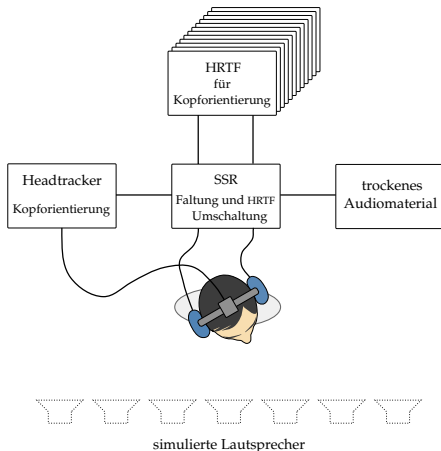 HRTF
für
Kopforientierung
Headtracker
Kopforientierung
SSR
Faltung und HRTF
Umschaltung
trockenes
Audiomaterial
simulierte Lautsprecher